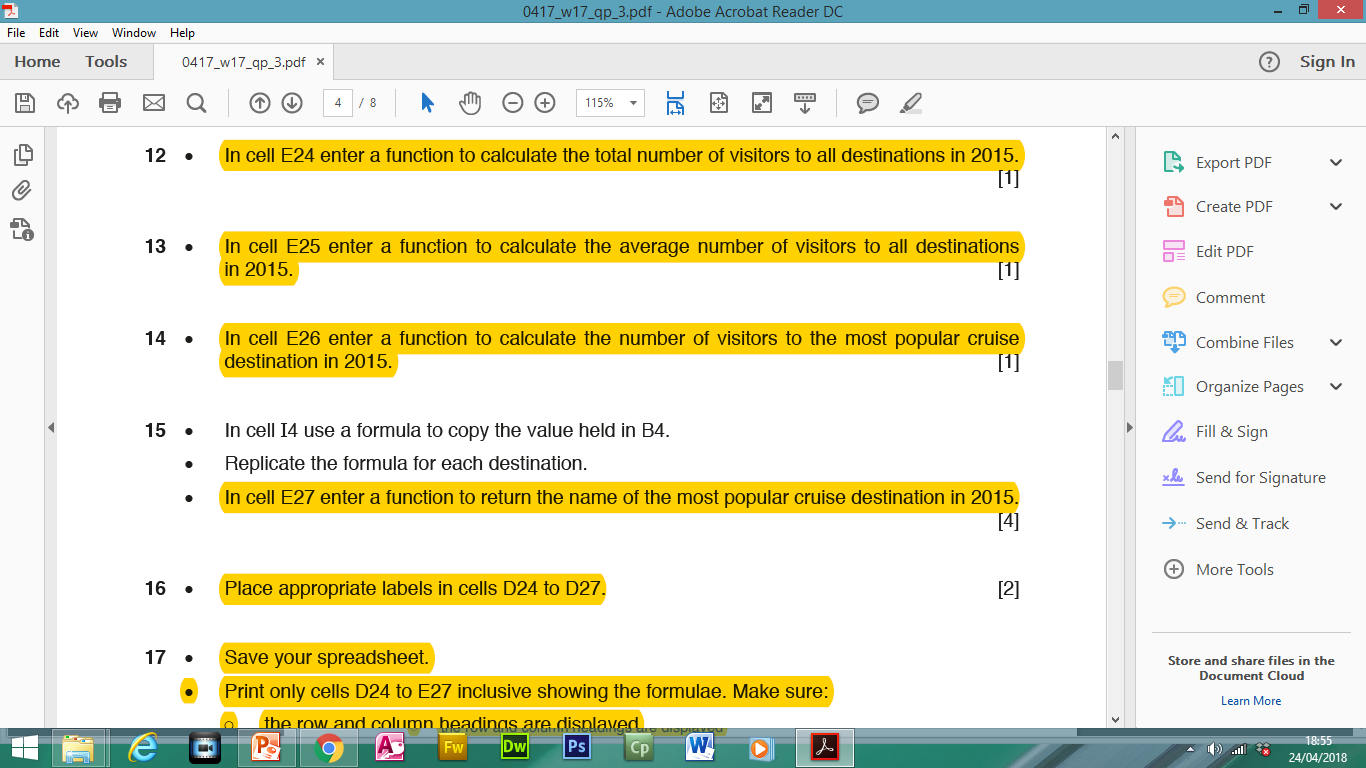 0417_w17_qp_3.pdf - Adobe Acrobat Reader DC
File Edit View Window Help
Home Tools 0417_w17_qp_3.pdf × ? Sign In
4 / 8 115%
12 • In cell E24 enter a function to calculate the total number of visitors to all destinations in 2015.
[1]
13 • In cell E25 enter a function to calculate the average number of visitors to all destinations
in 2015. [1]
14 • In cell E26 enter a function to calculate the number of visitors to the most popular cruise
destination in 2015. [1]
15 • In cell I4 use a formula to copy the value held in B4.
• Replicate the formula for each destination.
• In cell E27 enter a function to return the name of the most popular cruise destination in 2015.
[4]
16 • Place appropriate labels in cells D24 to D27. [2]
17 • Save your spreadsheet.
• Print only cells D24 to E27 inclusive showing the formulae. Make sure:
○ the row and column headings are displayed
the row and column headings are displayed
Export PDF
Create PDF
Edit PDF
Comment
Combine Files
Organize Pages
Fill & Sign
Send for Signature
Send & Track
More Tools
Store and share files in the
Document Cloud
Learn More
P A Fw Dw Ps Cp W
18:55
24/04/2018